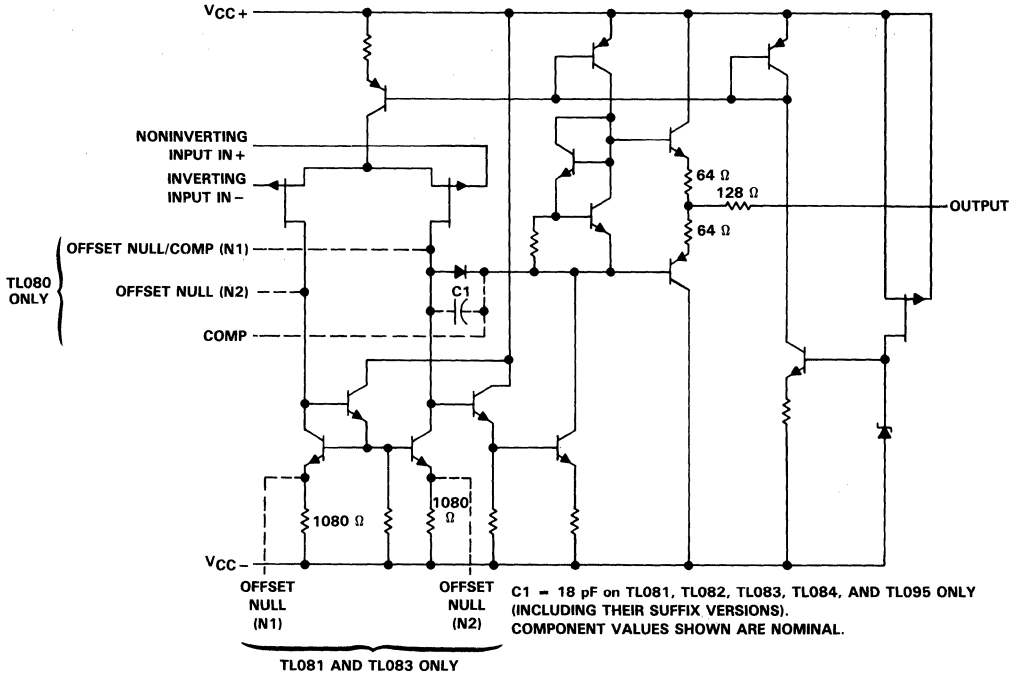 VCC+
NONINVERTING
INPUT IN+
INVERTING
INPUT IN−
64 Ω
128 Ω
OUTPUT
64 Ω
OFFSET NULL/COMP (N1)
TL080
ONLY
OFFSET NULL (N2)
C1
COMP
1080 Ω
1080
Ω
VCC−
OFFSET
NULL
(N1)
OFFSET
NULL
(N2)
C1 = 18 pF on TL081, TL082, TL083, TL084, AND TL095 ONLY
(INCLUDING THEIR SUFFIX VERSIONS).
COMPONENT VALUES SHOWN ARE NOMINAL.
TL081 AND TL083 ONLY